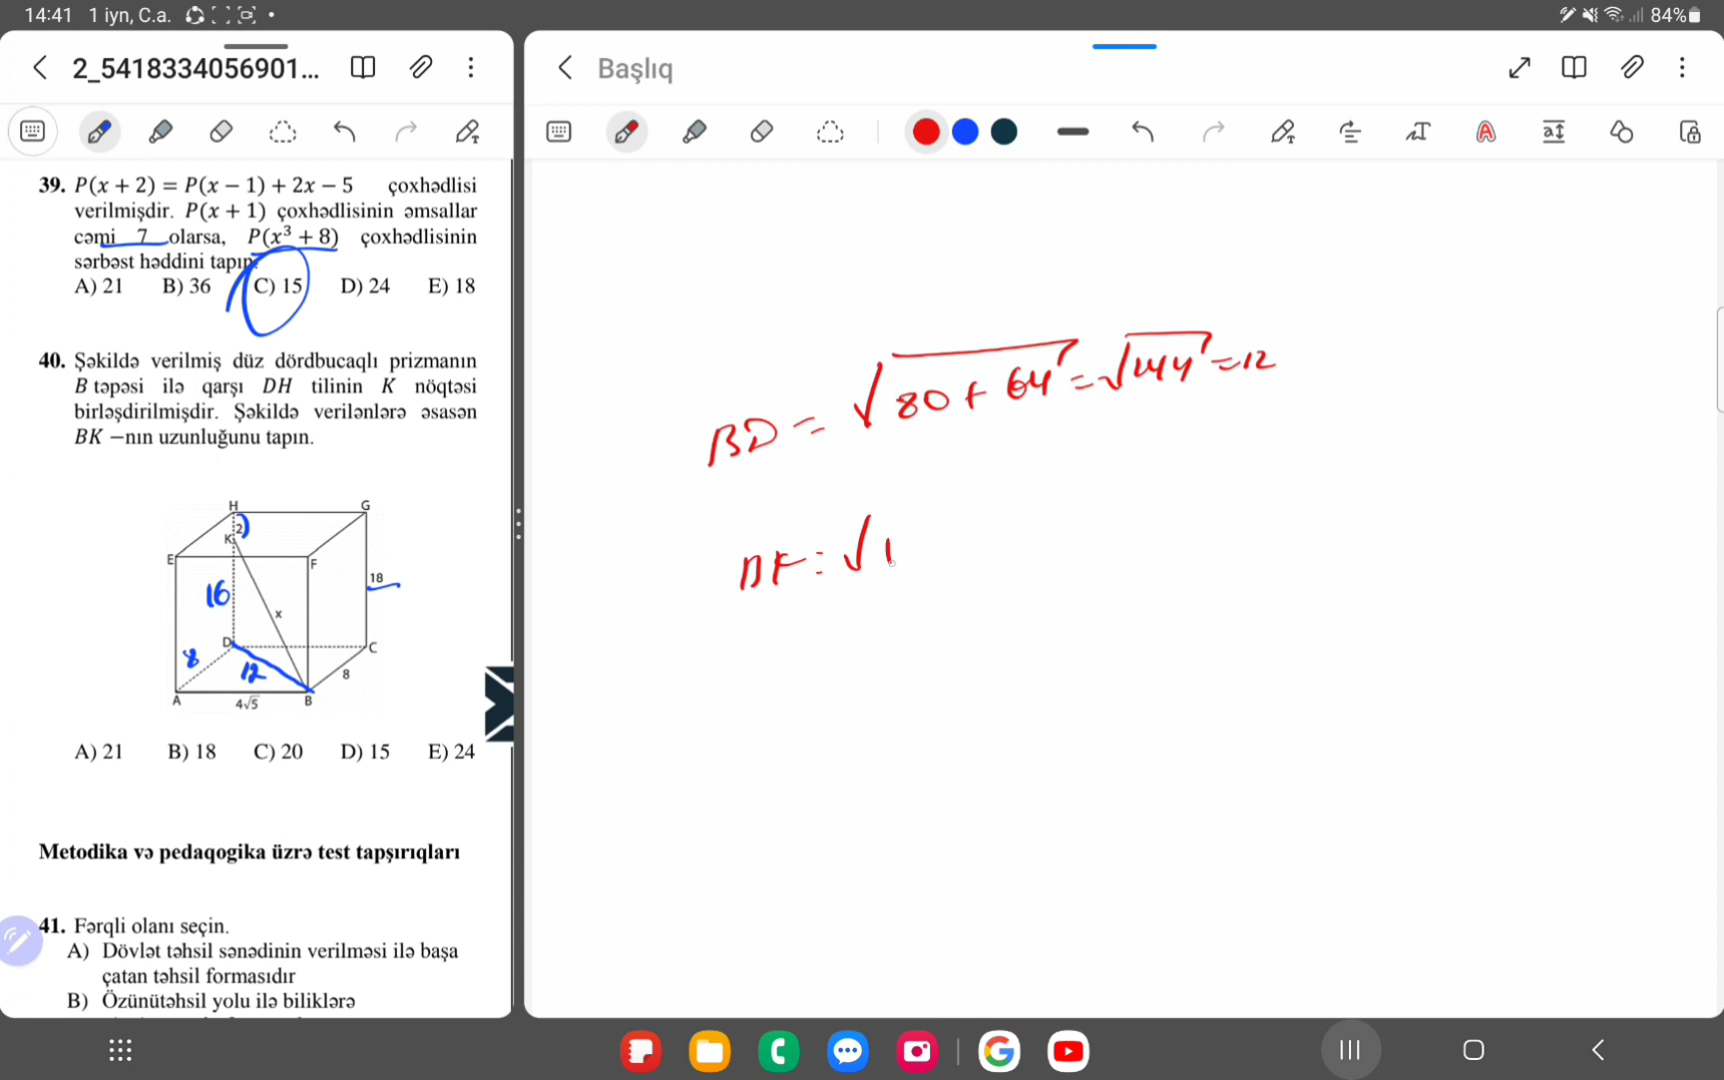 14:41 1 iyn, C.a. 84%
2_5418334056901...
39. P(x + 2) = P(x − 1) + 2x − 5 çoxhədlisi
verilmişdir. P(x + 1) çoxhədlisinin əmsallar
cəmi 7 olarsa, P(x³ + 8) çoxhədlisinin
sərbəst həddini tapın.
A) 21 B) 36 C) 15 D) 24 E) 18
40. Şəkildə verilmiş düz dördbucaqlı prizmanın
B təpəsi ilə qarşı DH tilinin K nöqtəsi
birləşdirilmişdir. Şəkildə verilənlərə əsasən
BK −nın uzunluğunu tapın.
H G
2
K
E F
18
16
x
D C
8 12 8
A 4√5 B
A) 21 B) 18 C) 20 D) 15 E) 24
Metodika və pedaqogika üzrə test tapşırıqları
41. Fərqli olanı seçin.
A) Dövlət təhsil sənədinin verilməsi ilə başa
çatan təhsil formasıdır
B) Özünütəhsil yolu ilə biliklərə
Başlıq
BD = √80 + 64 = √144 = 12
BK = √1